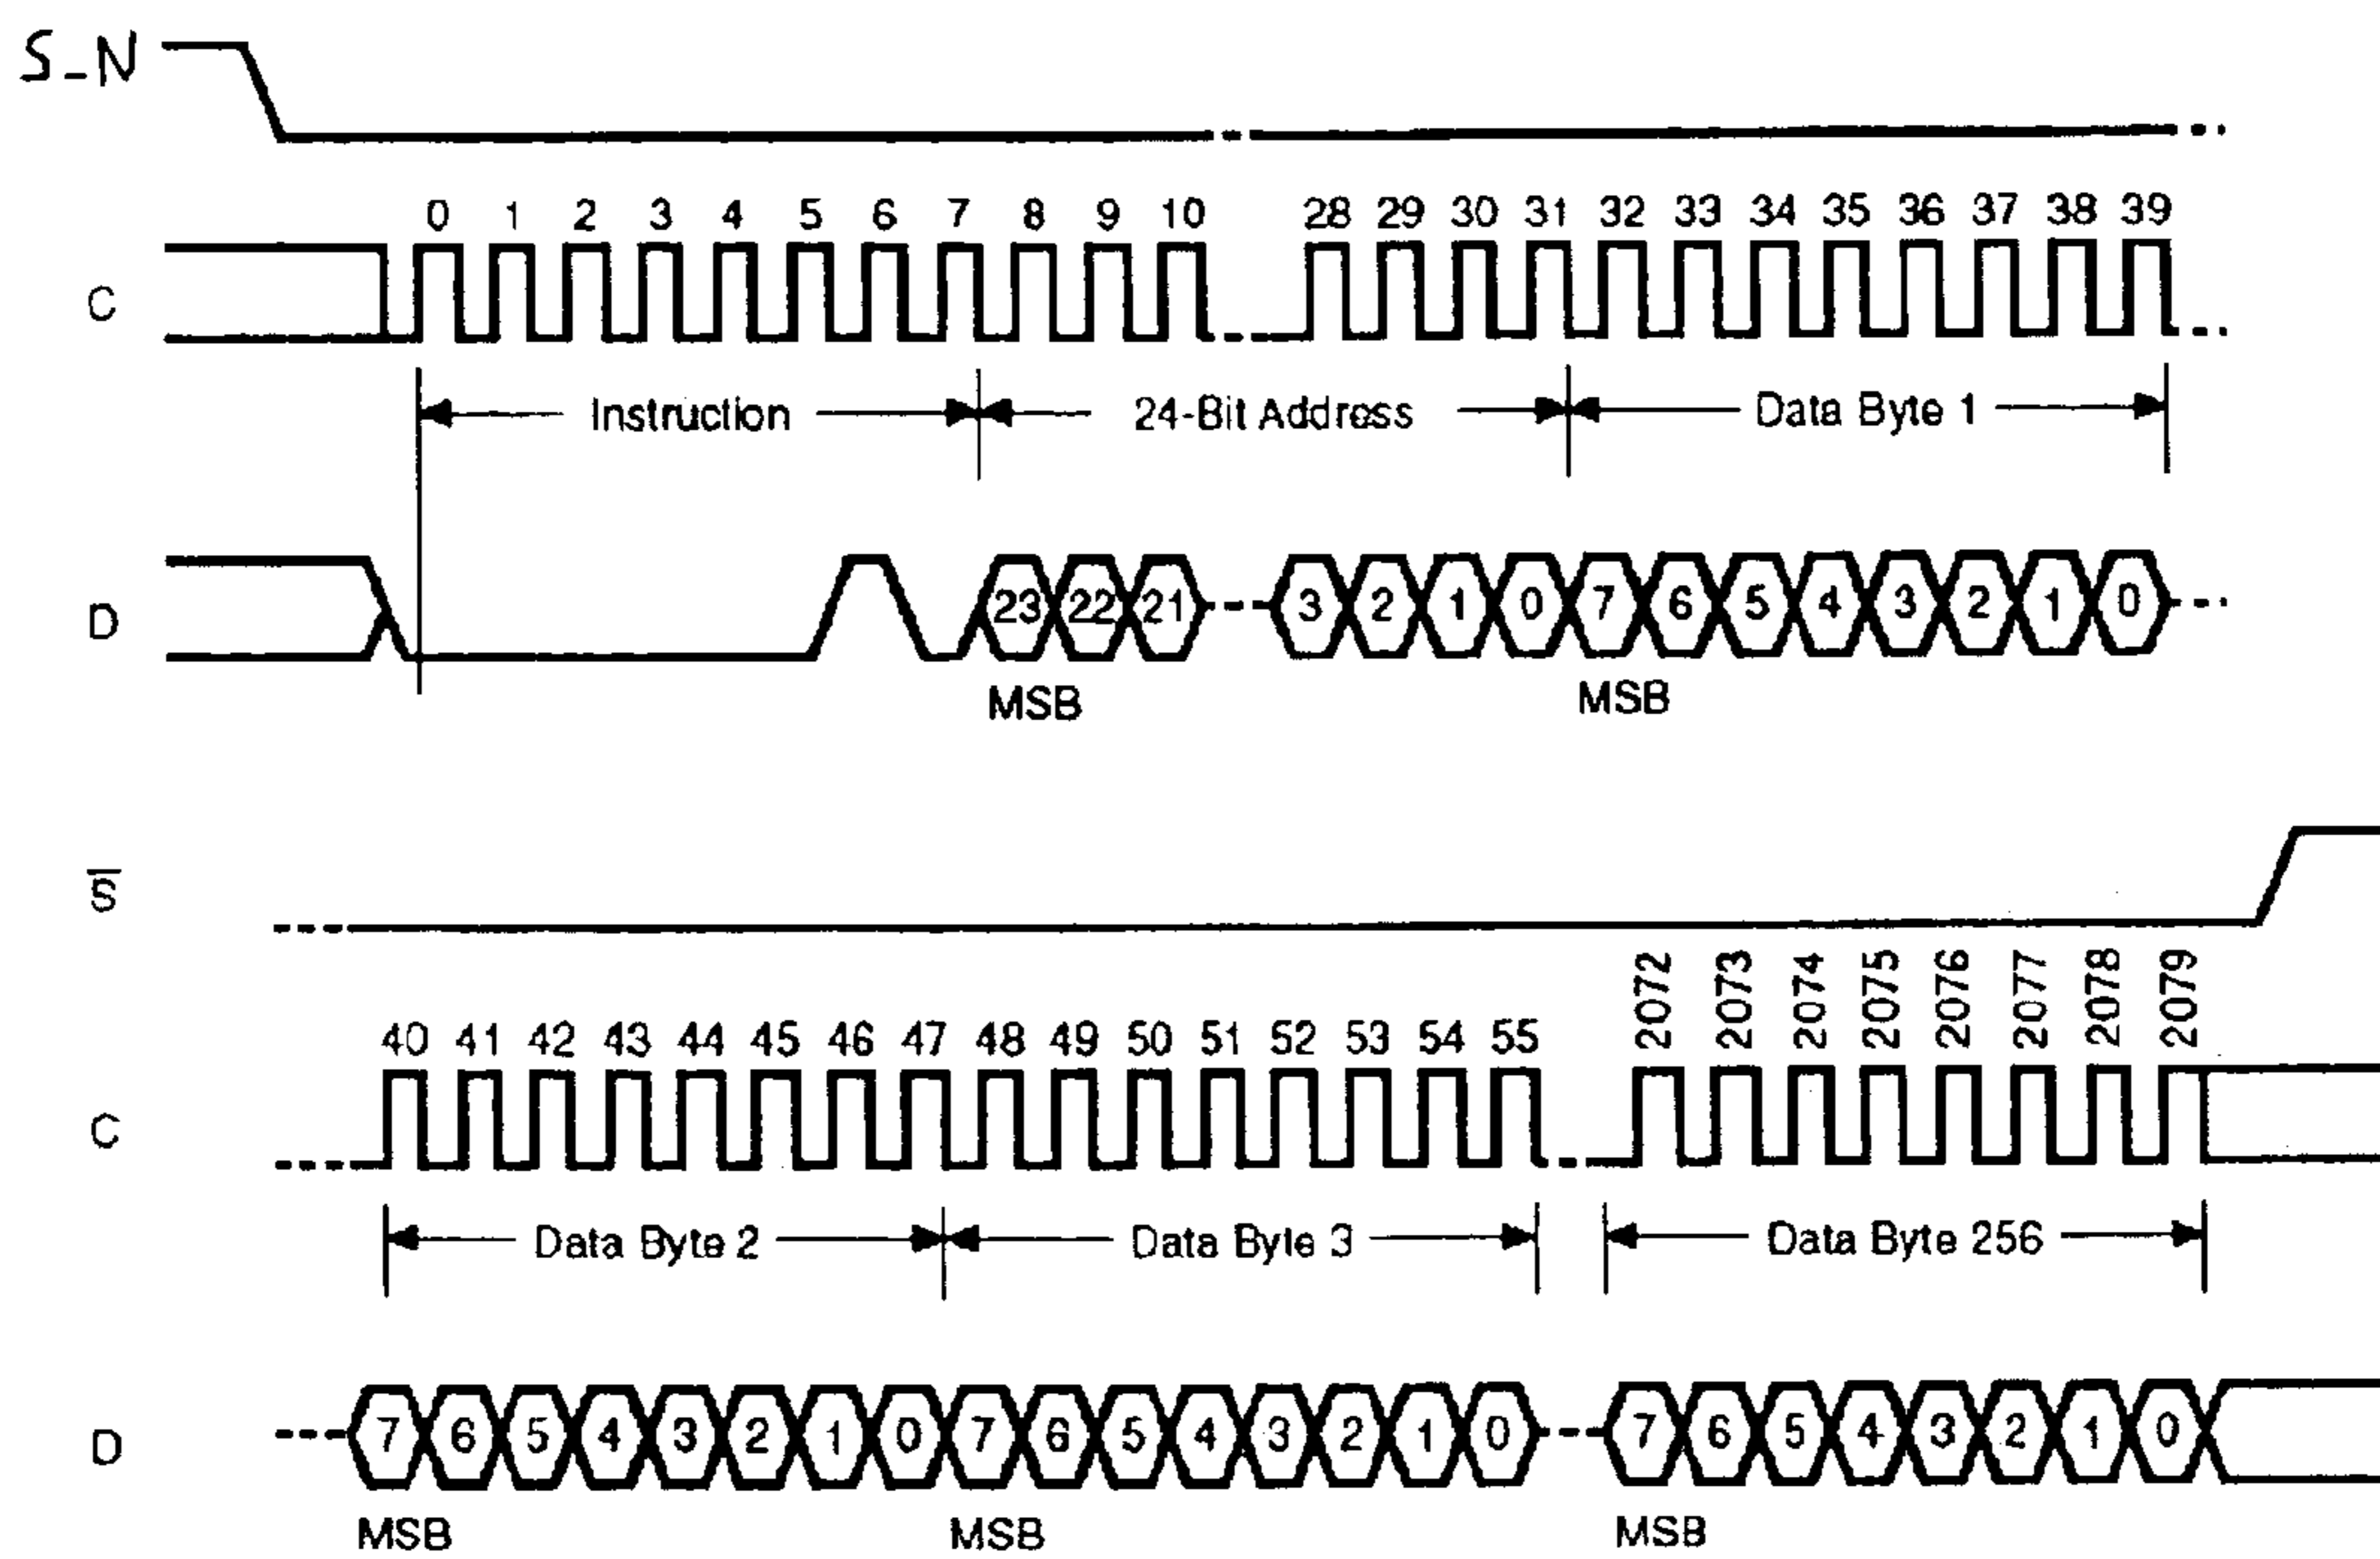 S_N
0 1 2 3 4 5 6 7 8 9 10 28 29 30 31 32 33 34 35 36 37 38 39
C
Instruction 24-Bit Address Data Byte 1
D
23 22 21 3 2 1 0 7 6 5 4 3 2 1 0
MSB MSB
S̅
2072 2073 2074 2075 2076 2077 2078 2079
40 41 42 43 44 45 46 47 48 49 50 51 52 53 54 55
C
Data Byte 2 Data Byte 3 Data Byte 256
D
7 6 5 4 3 2 1 0 7 6 5 4 3 2 1 0 7 6 5 4 3 2 1 0
MSB MSB MSB